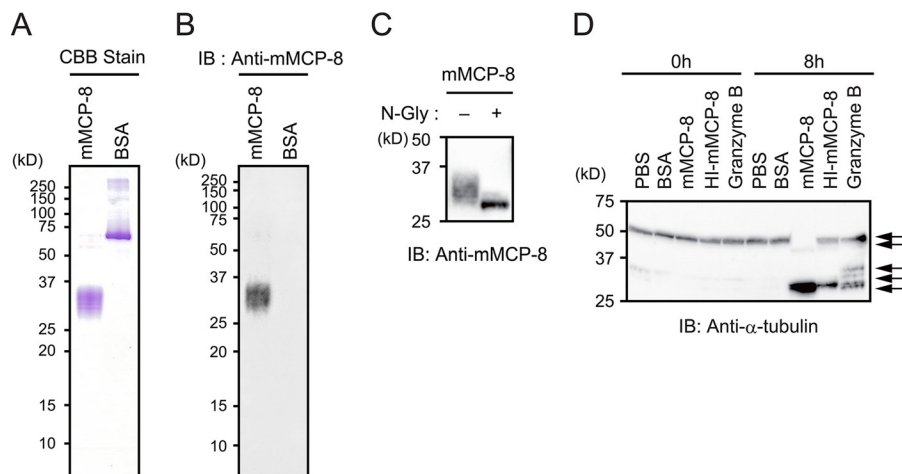 A
CBB Stain
mMCP-8
BSA
(kD)
250
150
100
75
50
37
25
20
15
10
B
IB : Anti-mMCP-8
mMCP-8
BSA
(kD)
250
150
100
75
50
37
25
20
15
10
C
mMCP-8
N-Gly : – +
(kD)
50
37
25
IB: Anti-mMCP-8
D
0h 8h
PBS
BSA
mMCP-8
HI-mMCP-8
Granzyme B
PBS
BSA
mMCP-8
HI-mMCP-8
Granzyme B
(kD)
75
50
37
25
IB: Anti-α-tubulin